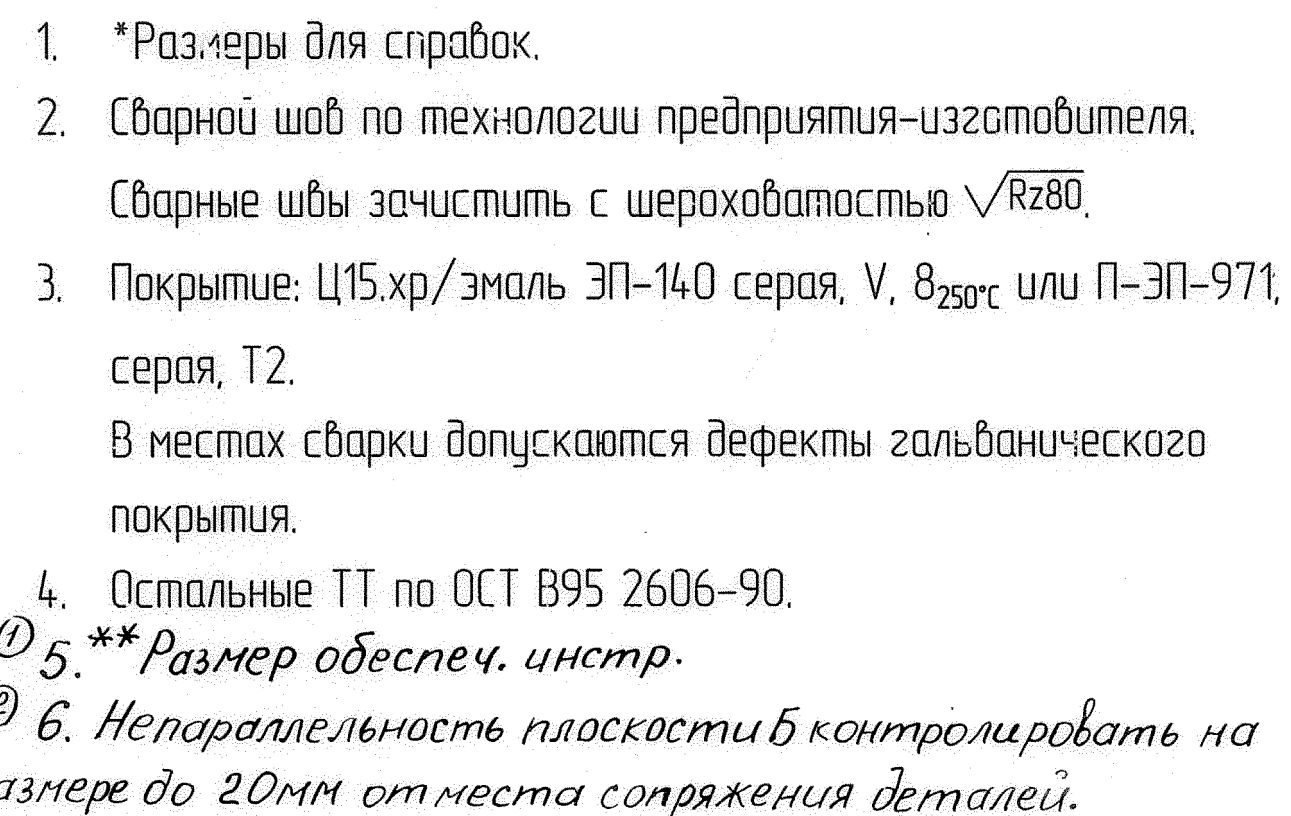 1. *Размеры для справок.
2. Сварной шов по технологии предприятия-изготовителя.
Сварные швы зачистить с шероховатостью √Rz80.
3. Покрытие: Ц15.хр/эмаль ЭП-140 серая, V, 8250°С или П-ЭП-971,
серая, Т2.
В местах сварки допускаются дефекты гальванического
покрытия.
4. Остальные ТТ по ОСТ В95 2606-90.
① 5. **Размер обеспеч. инстр.
② 6. Непараллельность плоскости Б контролировать на
азмере до 20мм от места сопряжения деталей.